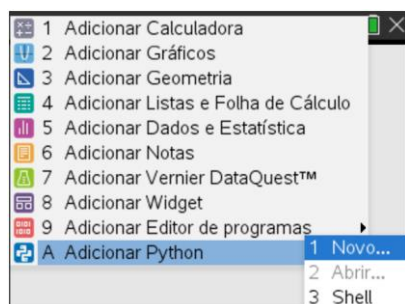 1 Adicionar Calculadora
2 Adicionar Gráficos
3 Adicionar Geometria
4 Adicionar Listas e Folha de Cálculo
5 Adicionar Dados e Estatística
6 Adicionar Notas
7 Adicionar Vernier DataQuest™
8 Adicionar Widget
9 Adicionar Editor de programas
A Adicionar Python
1 Novo...
2 Abrir...
3 Shell